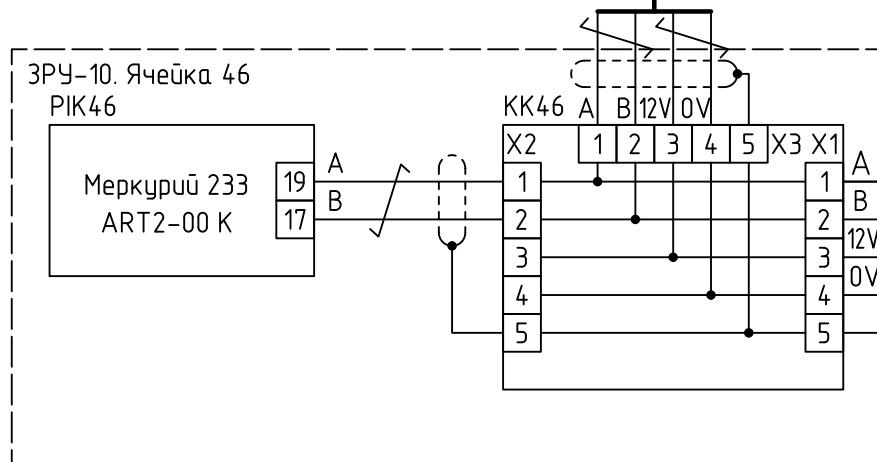 ЗРУ-10. Ячейка 46
PIK46
КК46
A B 12V 0V
X2 1 2 3 4 5 X3 X1
Меркурий 233
ART2-00 К
19 A
17 B
1 1 A
2 2 B
3 3 12V
4 4 0V
5 5